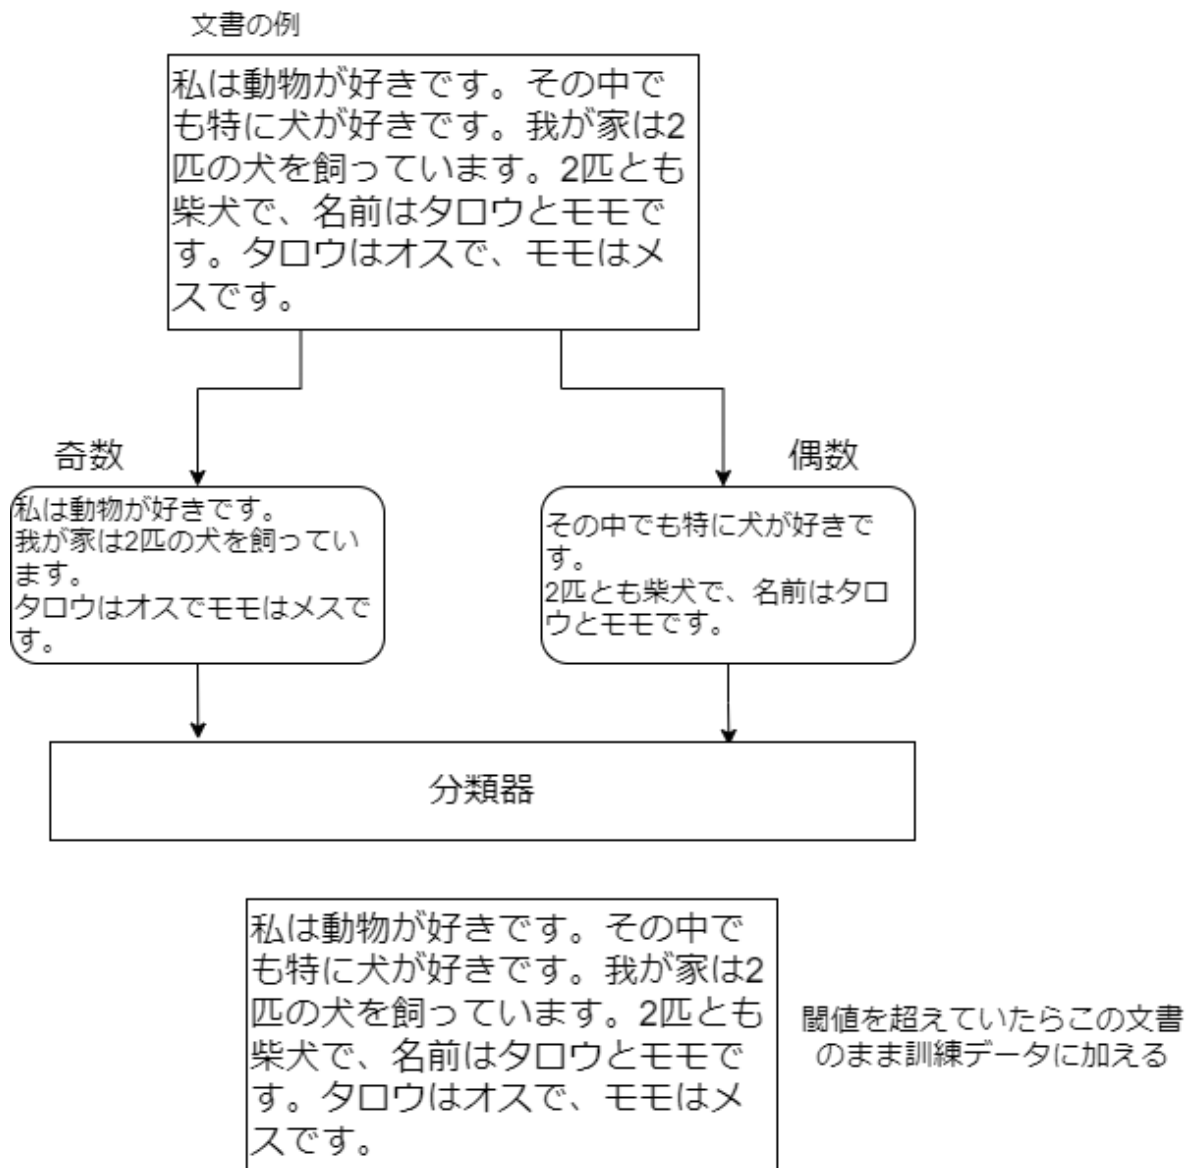 文書の例
私は動物が好きです。その中で
も特に犬が好きです。我が家は2
匹の犬を飼っています。2匹とも
柴犬で、名前はタロウとモモで
す。タロウはオスで、モモはメ
スです。
奇数
私は動物が好きです。
我が家は2匹の犬を飼ってい
ます。
タロウはオスでモモはメスで
す。
偶数
その中でも特に犬が好きで
す。
2匹とも柴犬で、名前はタロ
ウとモモです。
分類器
私は動物が好きです。その中で
も特に犬が好きです。我が家は2
匹の犬を飼っています。2匹とも
柴犬で、名前はタロウとモモで
す。タロウはオスで、モモはメ
スです。
閾値を超えていたらこの文書
のまま訓練データに加える